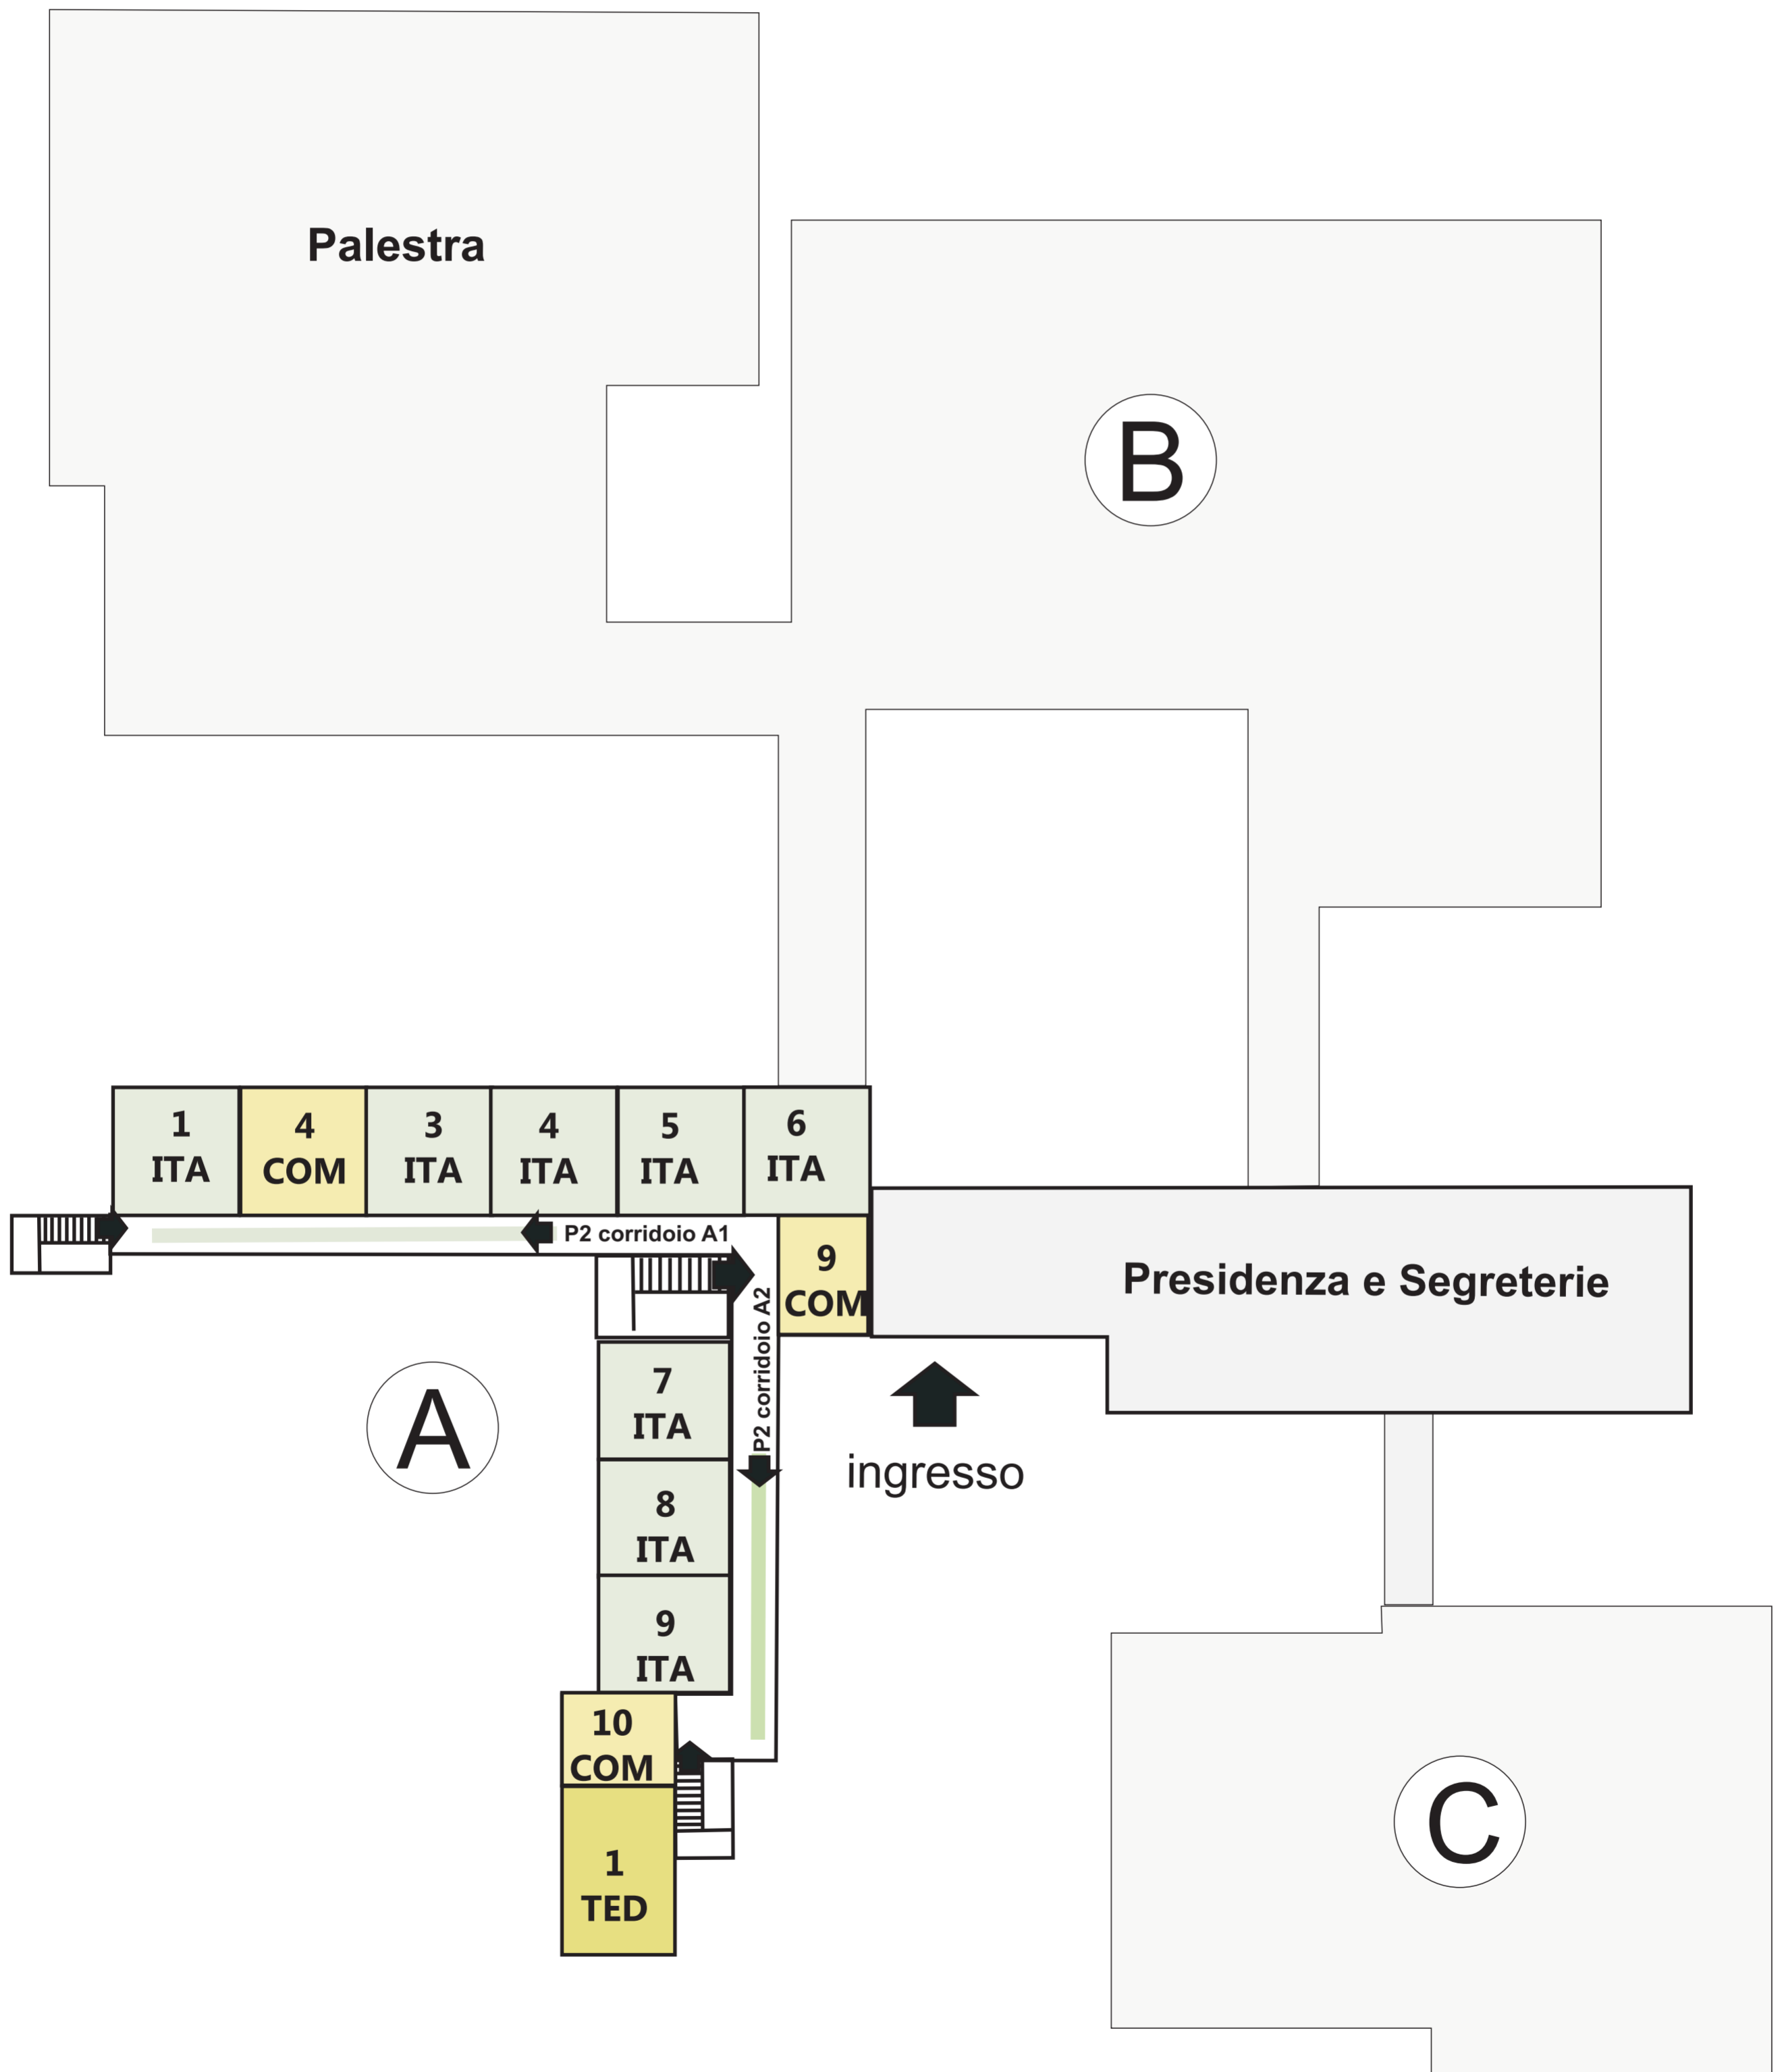 Palestra
B
1
ITA
4
COM
3
ITA
4
ITA
5
ITA
6
ITA
P2 corridoio A1
9
COM
Presidenza e Segreterie
P2 corridoio A2
A
7
ITA
ingresso
8
ITA
9
ITA
10
COM
1
TED
C